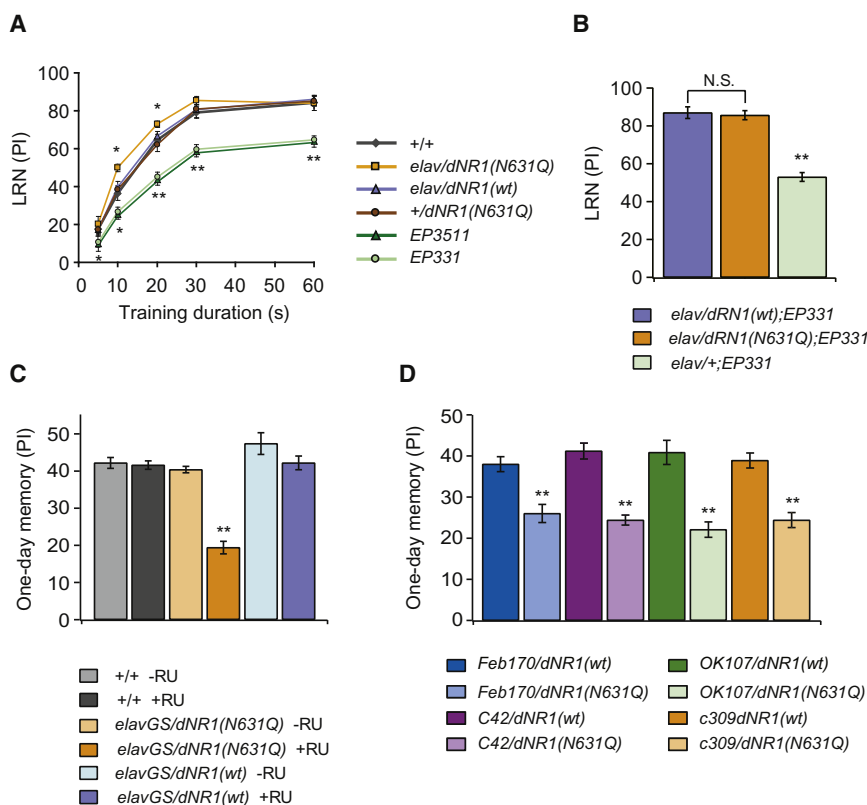 A
LRN (PI)
100
80
60
40
20
0
0 10 20 30 40 50 60
Training duration (s)
* * *
* * ** ** **
+/+
elav/dNR1(N631Q)
elav/dNR1(wt)
+/dNR1(N631Q)
EP3511
EP331
B
LRN (PI)
100
80
60
40
20
0
N.S.
**
elav/dRN1(wt);EP331
elav/dRN1(N631Q);EP331
elav/+;EP331
C
One-day memory (PI)
50
40
30
20
10
0
**
+/+ -RU
+/+ +RU
elavGS/dNR1(N631Q) -RU
elavGS/dNR1(N631Q) +RU
elavGS/dNR1(wt) -RU
elavGS/dNR1(wt) +RU
D
One-day memory (PI)
50
40
30
20
10
0
** ** ** **
Feb170/dNR1(wt)
Feb170/dNR1(N631Q)
C42/dNR1(wt)
C42/dNR1(N631Q)
OK107/dNR1(wt)
OK107/dNR1(N631Q)
c309dNR1(wt)
c309/dNR1(N631Q)